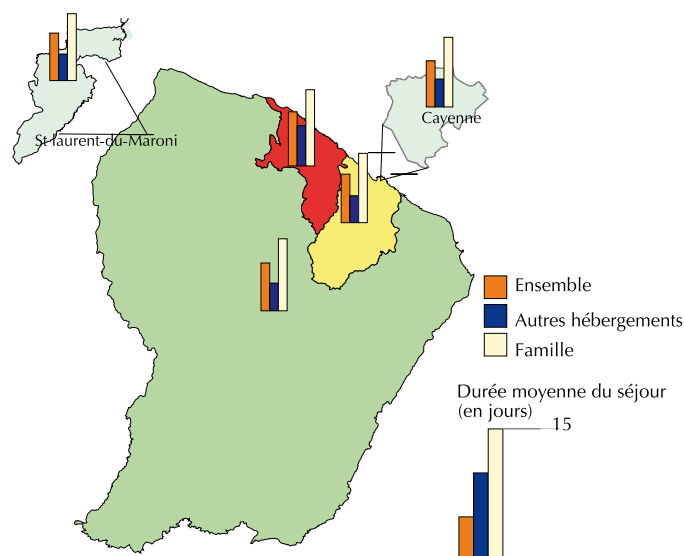 St laurent-du-Maroni
Cayenne
Ensemble
Autres hébergements
Famille
Durée moyenne du séjour
(en jours)
15